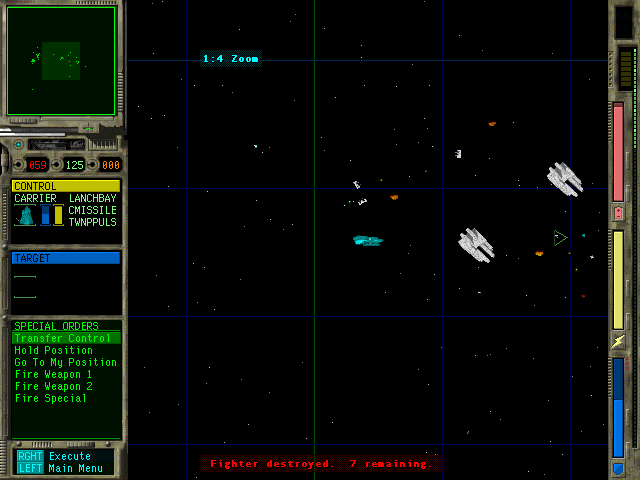 1:4 Zoom
059 125 000
CONTROL
CARRIER LANCHBAY
CMISSILE
TWNPPULS
TARGET
SPECIAL ORDERS
Transfer Control
Hold Position
Go To My Position
Fire Weapon 1
Fire Weapon 2
Fire Special
RGHT Execute
LEFT Main Menu
Fighter destroyed. 7 remaining.